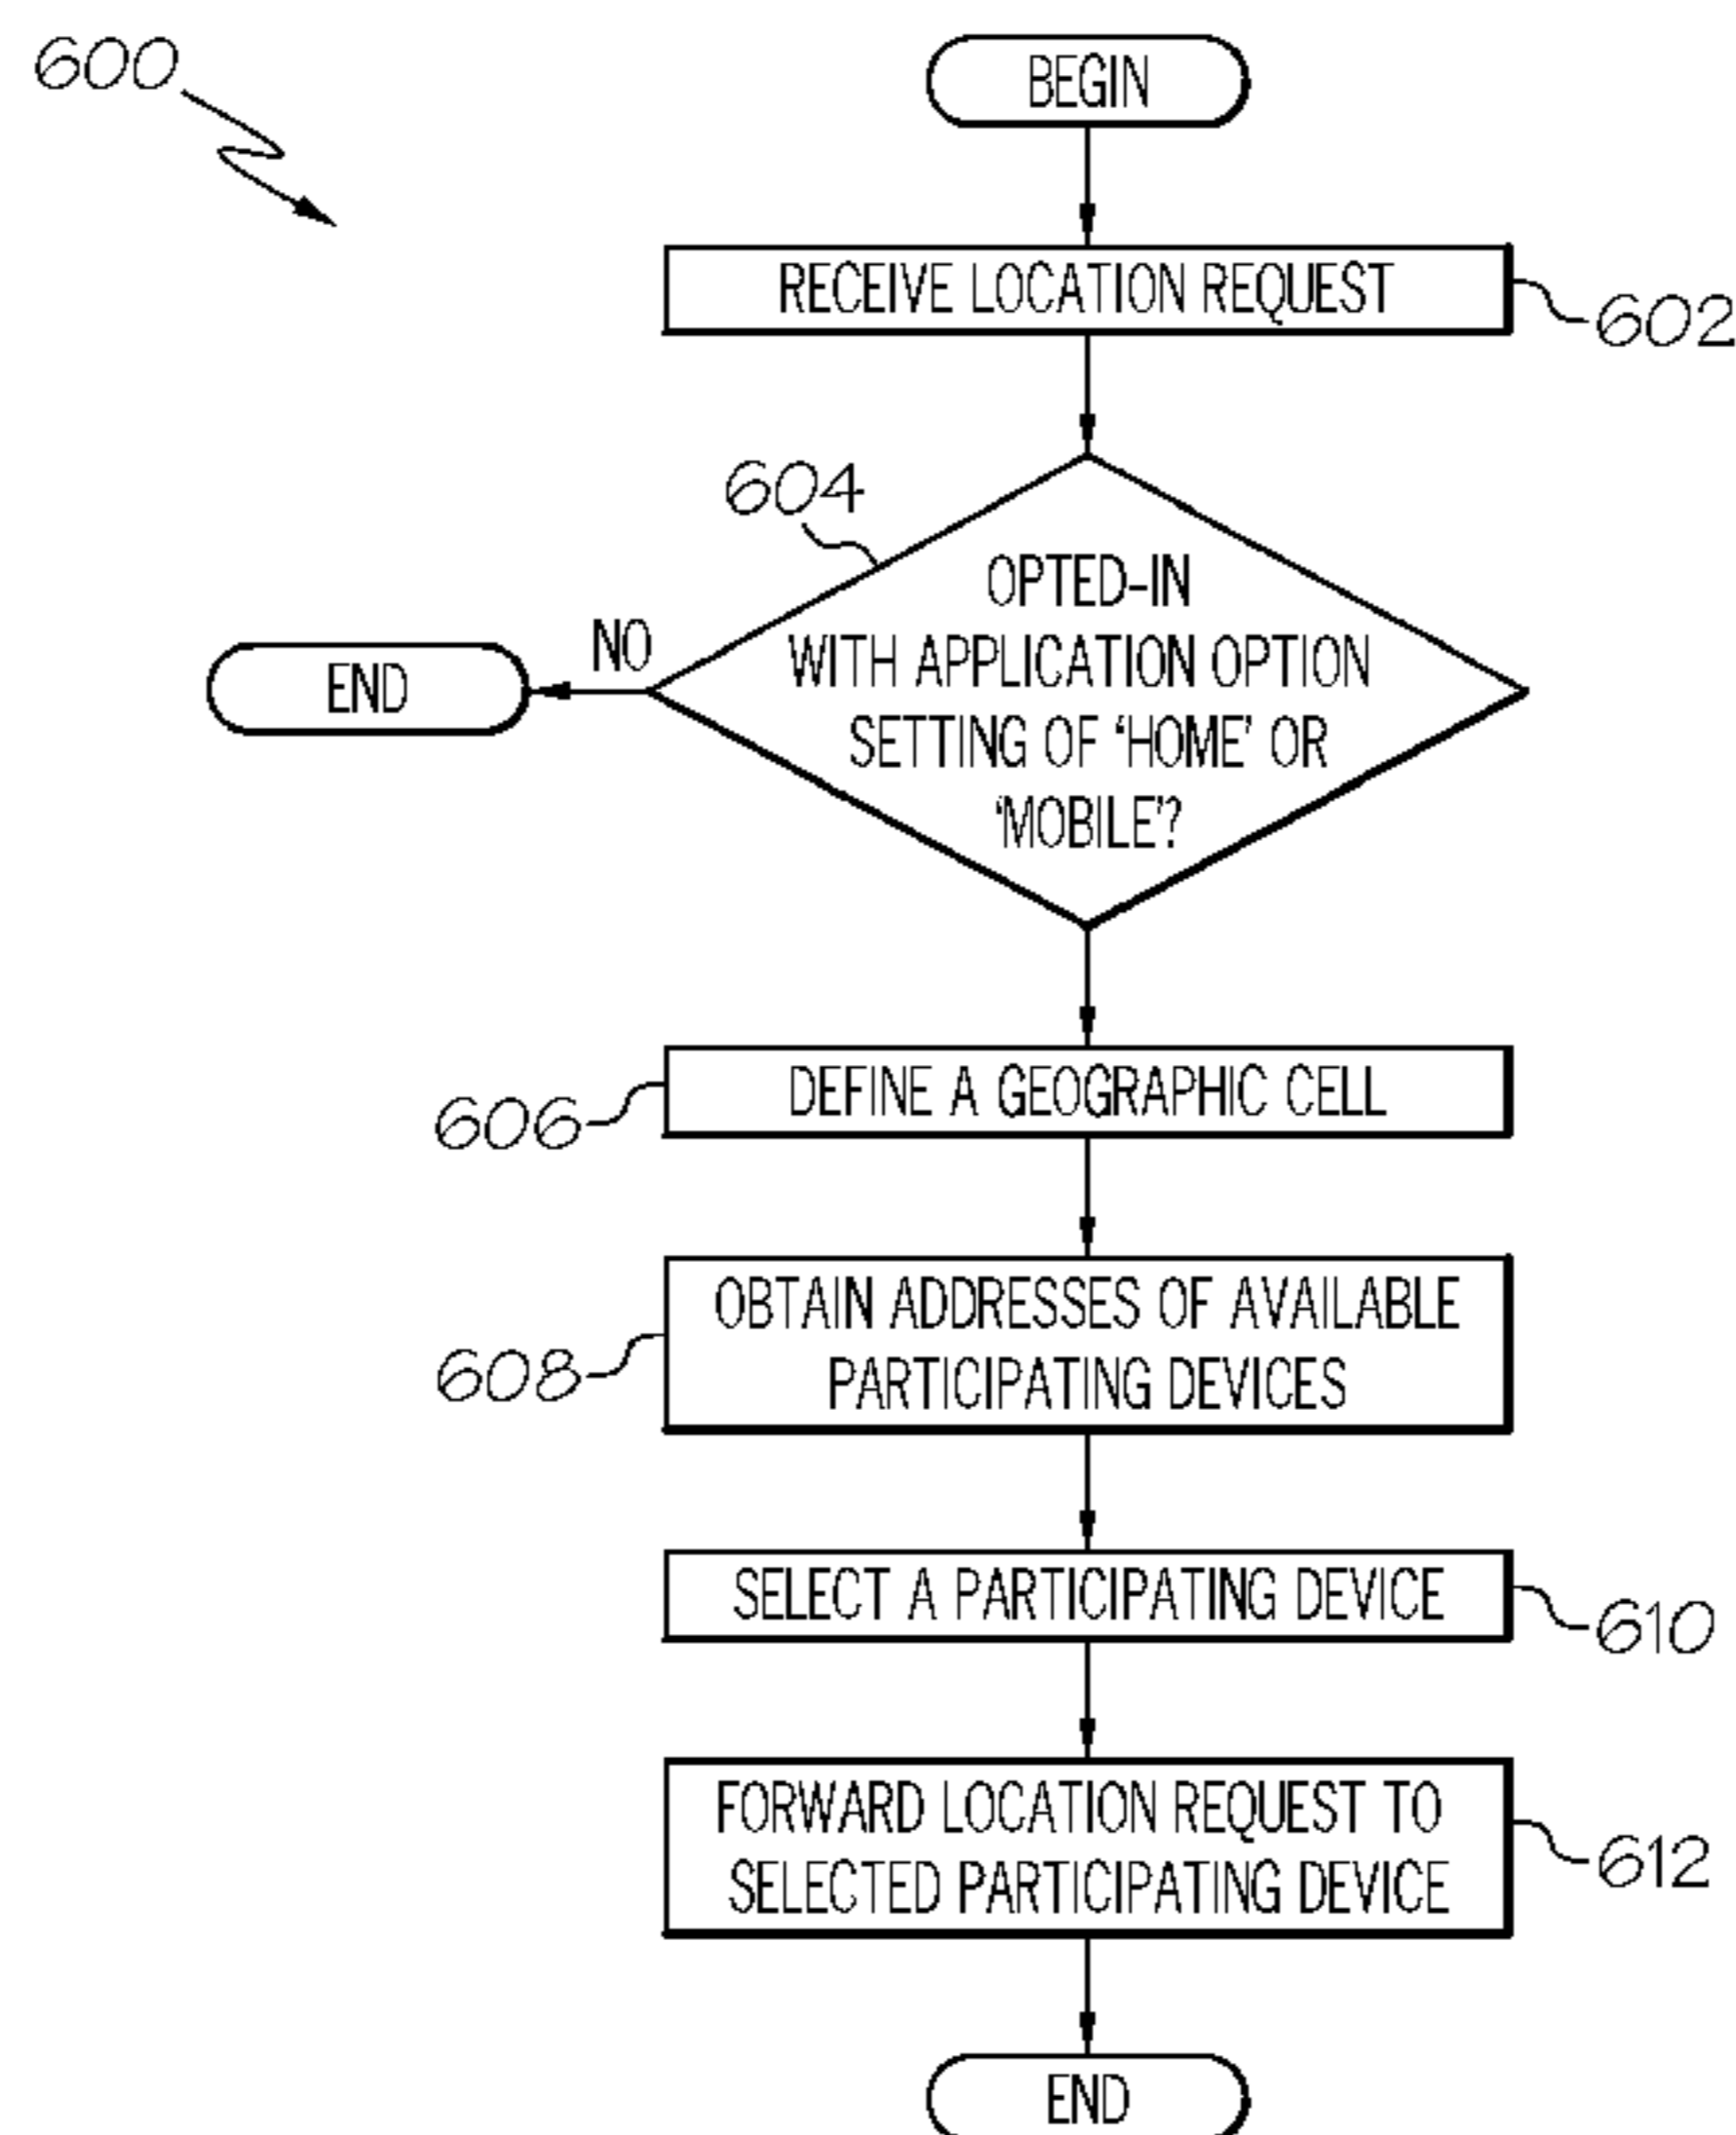 600
BEGIN
RECEIVE LOCATION REQUEST
602
604
OPTED-IN
WITH APPLICATION OPTION
SETTING OF 'HOME' OR
'MOBILE'?
NO
END
DEFINE A GEOGRAPHIC CELL
606
OBTAIN ADDRESSES OF AVAILABLE
PARTICIPATING DEVICES
608
SELECT A PARTICIPATING DEVICE
610
FORWARD LOCATION REQUEST TO
SELECTED PARTICIPATING DEVICE
612
END